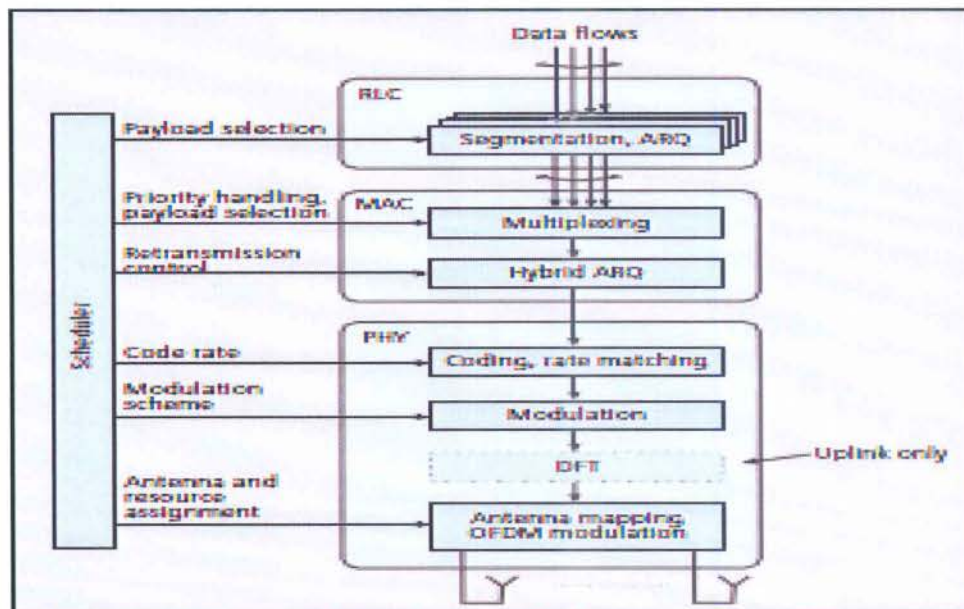 Data flows
RLC
Payload selection
Segmentation, ARQ
Priority handling,
payload selection
MAC
Multiplexing
Retransmission
control
Hybrid ARQ
Scheduler
PHY
Code rate
Coding, rate matching
Modulation
scheme
Modulation
DFT
Uplink only
Antenna and
resource
assignment
Antenna mapping,
OFDM modulation